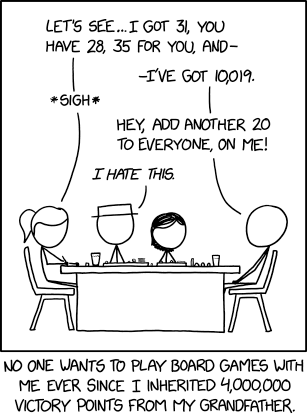 LET'S SEE...I GOT 31, YOU
HAVE 28, 35 FOR YOU, AND-
-I'VE GOT 10,019.
*SIGH*
HEY, ADD ANOTHER 20
TO EVERYONE, ON ME!
I HATE THIS.
NO ONE WANTS TO PLAY BOARD GAMES WITH
ME EVER SINCE I INHERITED 4,000,000
VICTORY POINTS FROM MY GRANDFATHER.